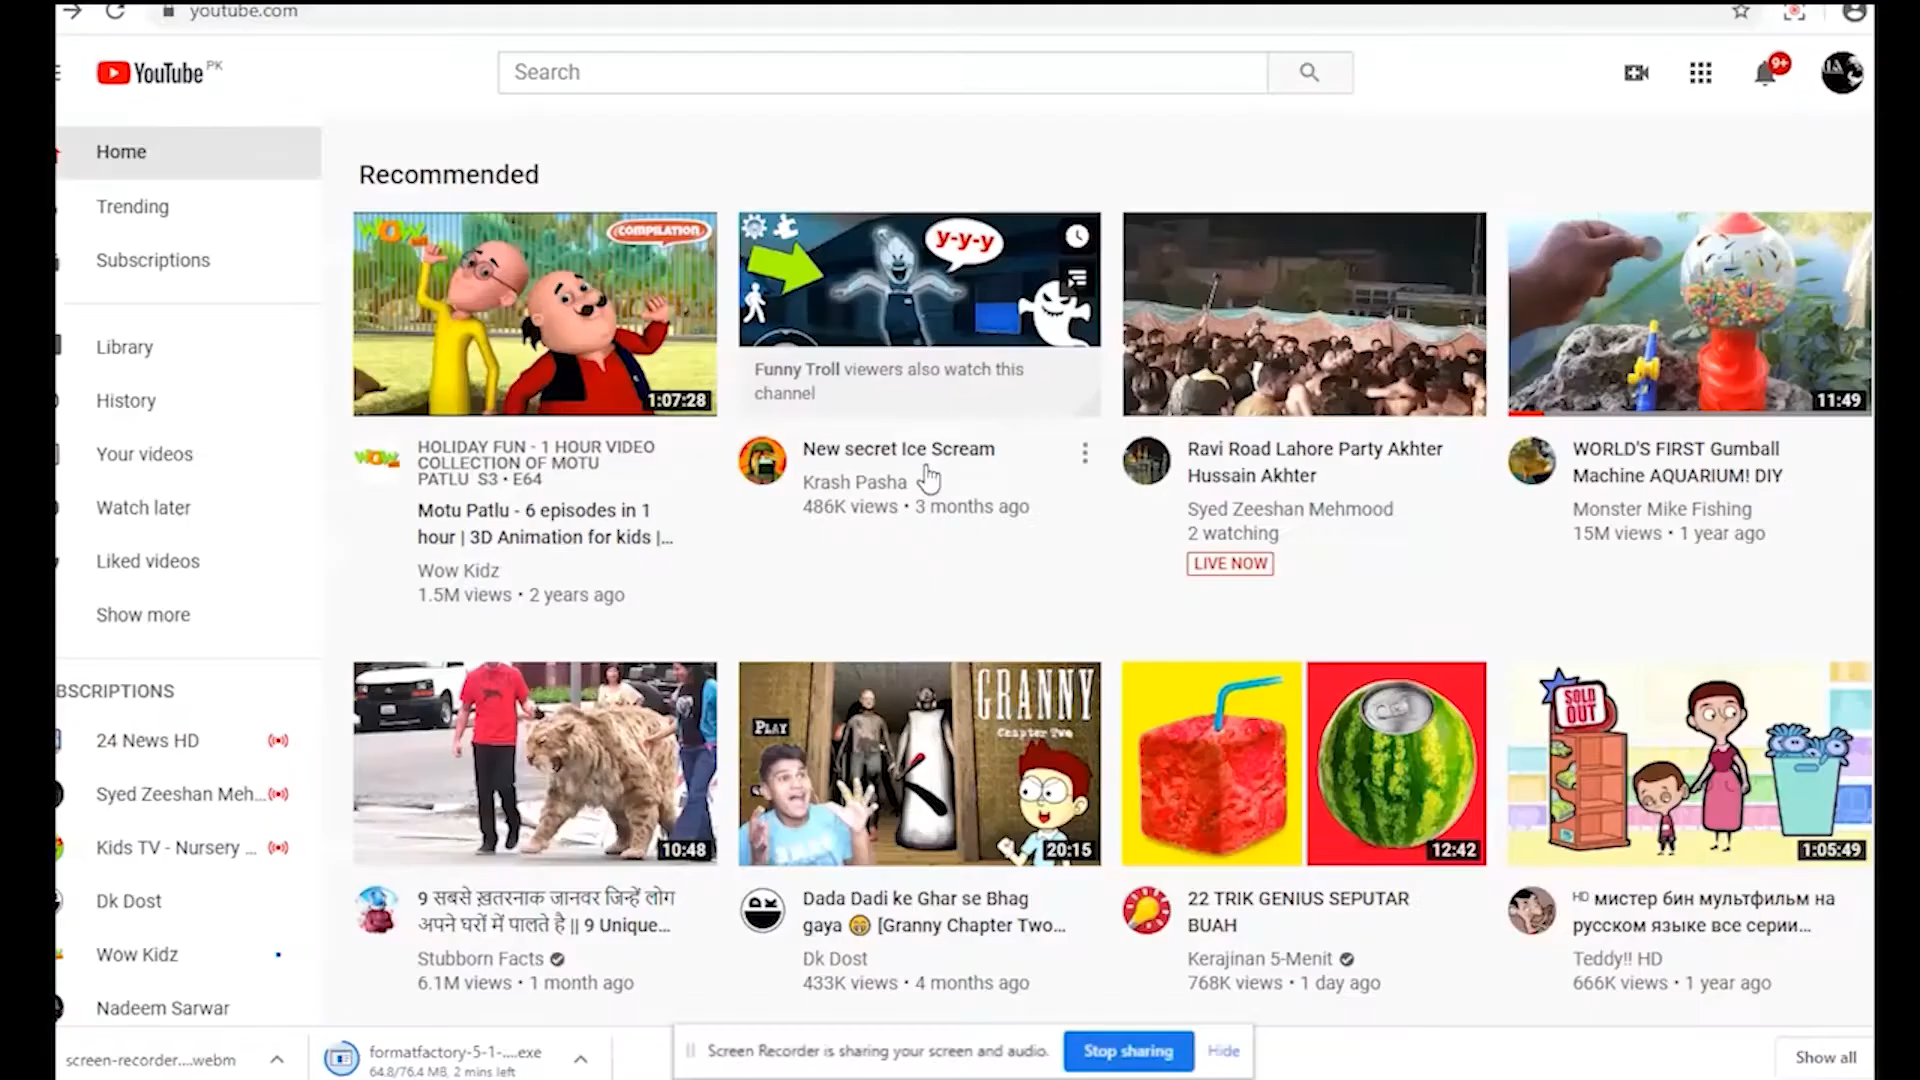 youtube.com
YouTube PK
Search
9+
Home
Trending
Subscriptions
Library
History
Your videos
Watch later
Liked videos
Show more
BSCRIPTIONS
24 News HD
Syed Zeeshan Meh...
Kids TV - Nursery ...
Dk Dost
Wow Kidz
Nadeem Sarwar
Recommended
WOW
COMPILATION
1:07:28
HOLIDAY FUN - 1 HOUR VIDEO
COLLECTION OF MOTU
PATLU S3 • E64
Motu Patlu - 6 episodes in 1
hour | 3D Animation for kids |...
Wow Kidz
1.5M views • 2 years ago
y-y-y
Funny Troll viewers also watch this
channel
New secret Ice Scream
Krash Pasha
486K views • 3 months ago
Ravi Road Lahore Party Akhter
Hussain Akhter
Syed Zeeshan Mehmood
2 watching
LIVE NOW
11:49
WORLD'S FIRST Gumball
Machine AQUARIUM! DIY
Monster Mike Fishing
15M views • 1 year ago
10:48
9 सबसे ख़तरनाक जानवर जिन्हें लोग
अपने घरों में पालते है || 9 Unique...
Stubborn Facts
6.1M views • 1 month ago
GRANNY
Chapter Two
PLAY
20:15
DK
Dada Dadi ke Ghar se Bhag
gaya 😁 [Granny Chapter Two...
Dk Dost
433K views • 4 months ago
12:42
22 TRIK GENIUS SEPUTAR
BUAH
Kerajinan 5-Menit
768K views • 1 day ago
SOLD
OUT
1:05:49
HD мистер бин мультфильм на
русском языке все серии...
Teddy!! HD
666K views • 1 year ago
screen-recorder....webm
formatfactory-5-1-....exe
64.8/76.4 MB, 2 mins left
Screen Recorder is sharing your screen and audio.
Stop sharing
Hide
Show all